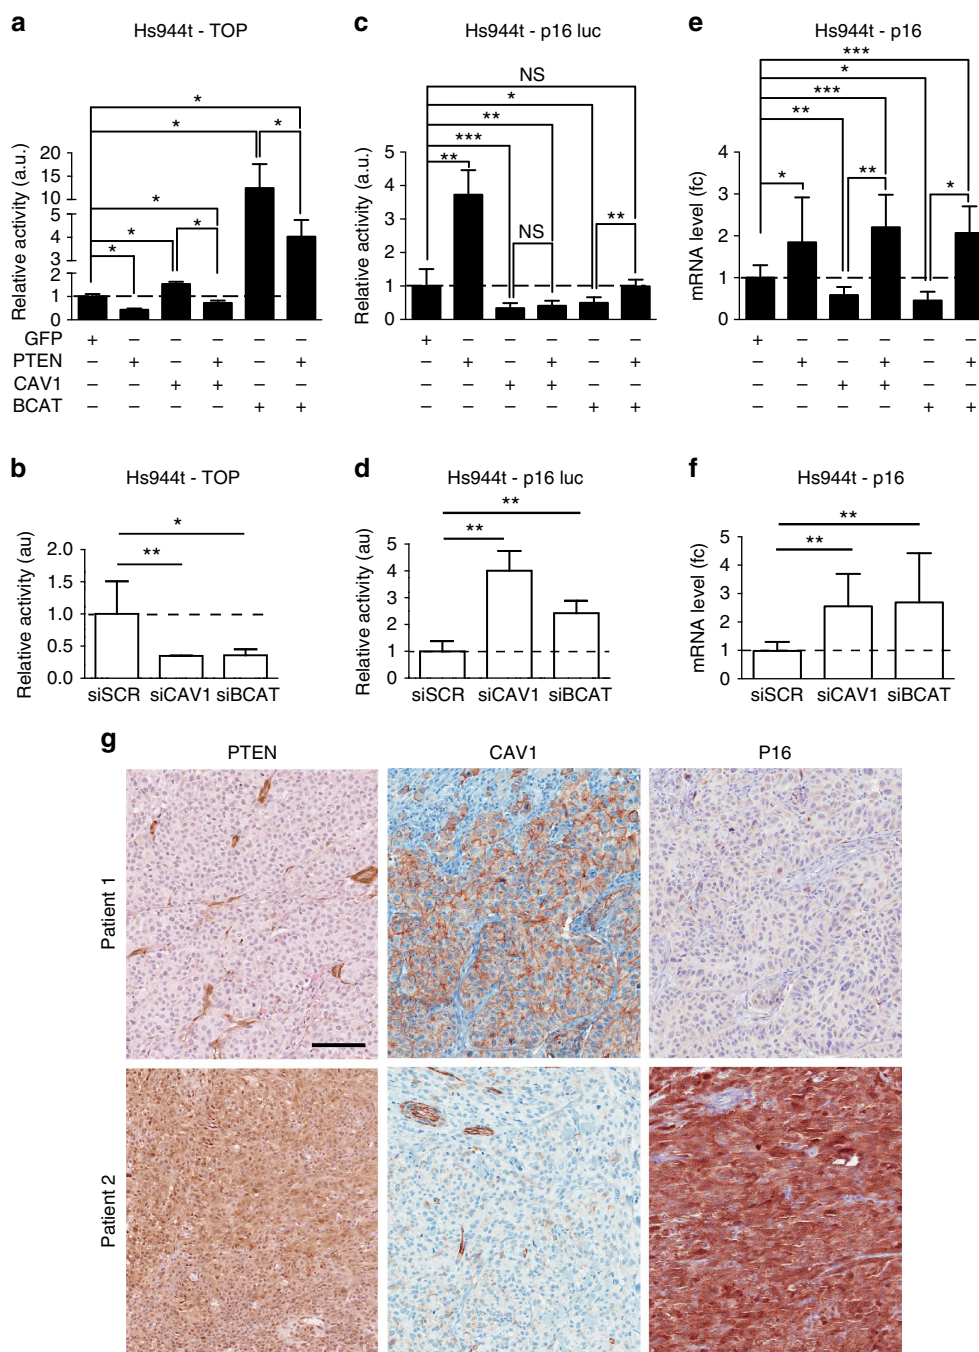 a
Hs944t - TOP
*
*
*
*
*
*
*
Relative activity (a.u.)
20
15
10
5
4
2
2
1
0
GFP + – – – – –
PTEN – + – + – +
CAV1 – – + + – –
BCAT – – – – + +
c
Hs944t - p16 luc
NS
*
**
***
**
NS
**
Relative activity (a.u.)
5
4
3
2
1
0
+ – – – – –
– + – + – +
– – + + – –
– – – – + +
e
Hs944t - p16
***
*
***
**
*
**
*
mRNA level (fc)
4
3
2
1
0
+ – – – – –
– + – + – +
– – + + – –
– – – – + +
b
Hs944t - TOP
*
**
Relative activity (au)
2.0
1.5
1.0
0.5
0.0
siSCR siCAV1 siBCAT
d
Hs944t - p16 luc
**
**
Relative activity (au)
5
4
3
2
1
0
siSCR siCAV1 siBCAT
f
Hs944t - p16
**
**
mRNA level (fc)
5
4
3
2
1
0
siSCR siCAV1 siBCAT
g
PTEN CAV1 P16
Patient 1
Patient 2